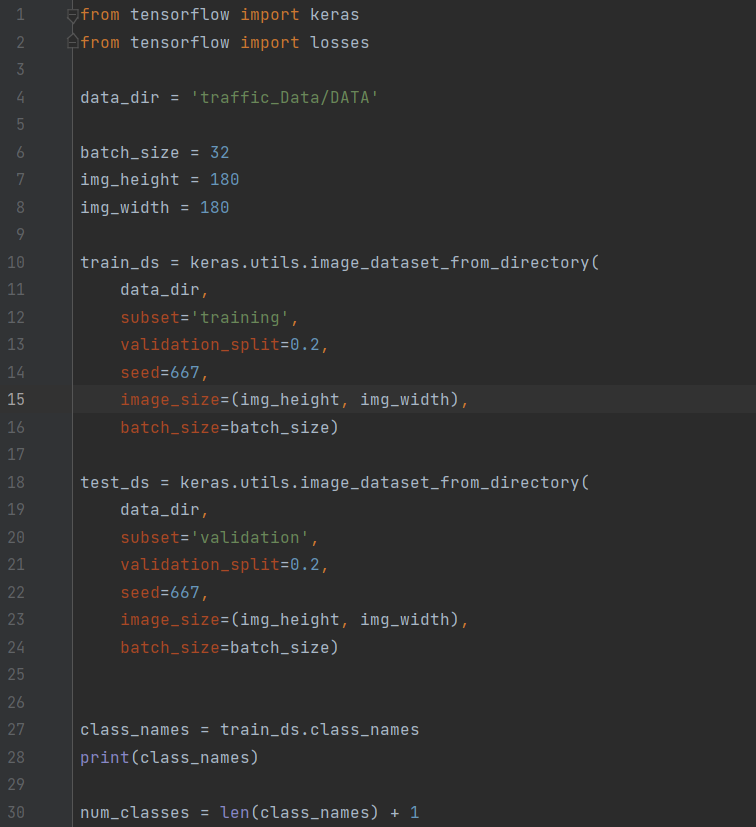 1 from tensorflow import keras
2 from tensorflow import losses
3
4 data_dir = 'traffic_Data/DATA'
5
6 batch_size = 32
7 img_height = 180
8 img_width = 180
9
10 train_ds = keras.utils.image_dataset_from_directory(
11     data_dir,
12     subset='training',
13     validation_split=0.2,
14     seed=667,
15     image_size=(img_height, img_width),
16     batch_size=batch_size)
17
18 test_ds = keras.utils.image_dataset_from_directory(
19     data_dir,
20     subset='validation',
21     validation_split=0.2,
22     seed=667,
23     image_size=(img_height, img_width),
24     batch_size=batch_size)
25
26
27 class_names = train_ds.class_names
28 print(class_names)
29
30 num_classes = len(class_names) + 1